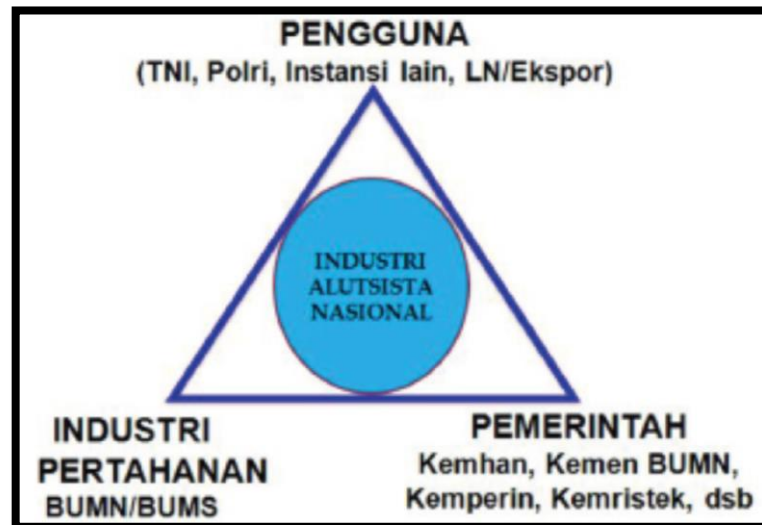 PENGGUNA
(TNI, Polri, Instansi lain, LN/Ekspor)
INDUSTRI
ALUTSISTA
NASIONAL
INDUSTRI
PERTAHANAN
BUMN/BUMS
PEMERINTAH
Kemhan, Kemen BUMN,
Kemperin, Kemristek, dsb